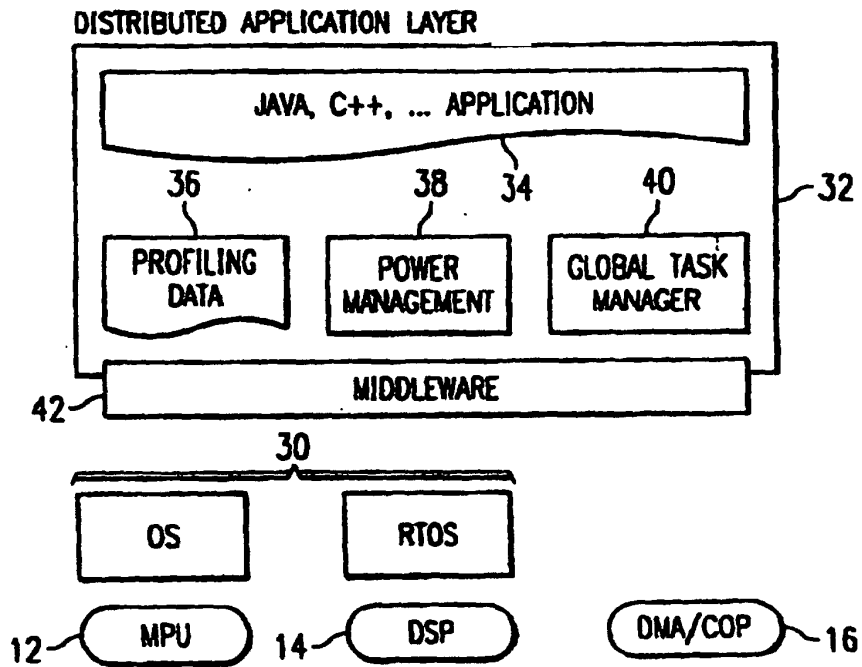 DISTRIBUTED APPLICATION LAYER
JAVA, C++, ... APPLICATION
36
38
34
40
32
PROFILING
DATA
POWER
MANAGEMENT
GLOBAL TASK
MANAGER
MIDDLEWARE
42
30
OS
RTOS
12
MPU
14
DSP
DMA/COP
16